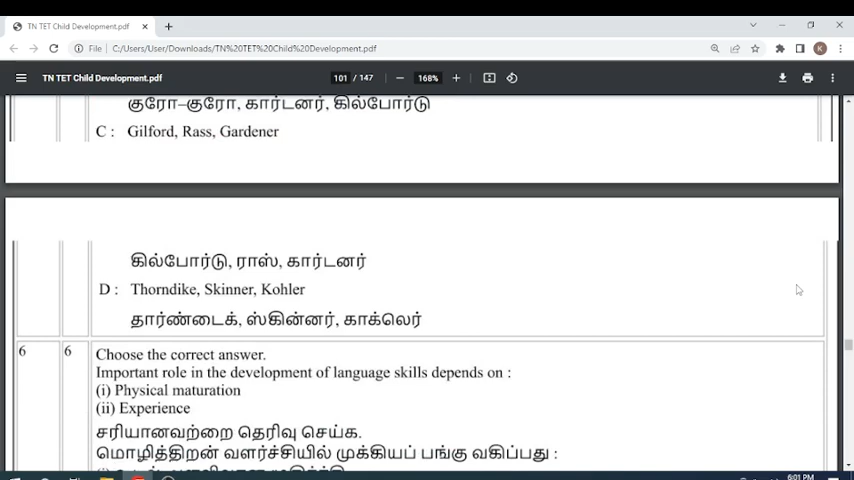 TN TET Child Development.pdf
File C:/Users/User/Downloads/TN%20TET%20Child%20Development.pdf
K
TN TET Child Development.pdf 101 / 147 168%
குரோ–குரோ, கார்டனர், கில்போர்டு
C : Gilford, Rass, Gardener
கில்போர்டு, ராஸ், கார்டனர்
D : Thorndike, Skinner, Kohler
தார்ண்டைக், ஸ்கின்னர், காக்லெர்
6 6 Choose the correct answer.
Important role in the development of language skills depends on :
(i) Physical maturation
(ii) Experience
சரியானவற்றை தெரிவு செய்க.
மொழித்திறன் வளர்ச்சியில் முக்கியப் பங்கு வகிப்பது :
6:01 PM